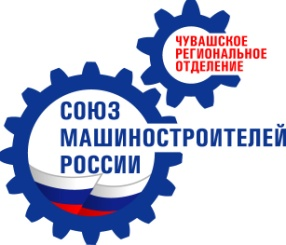 ЧУВАШСКОЕ
РЕГИОНАЛЬНОЕ
ОТДЕЛЕНИЕ
СОЮЗ
МАШИНОСТРОИТЕЛЕЙ
РОССИИ